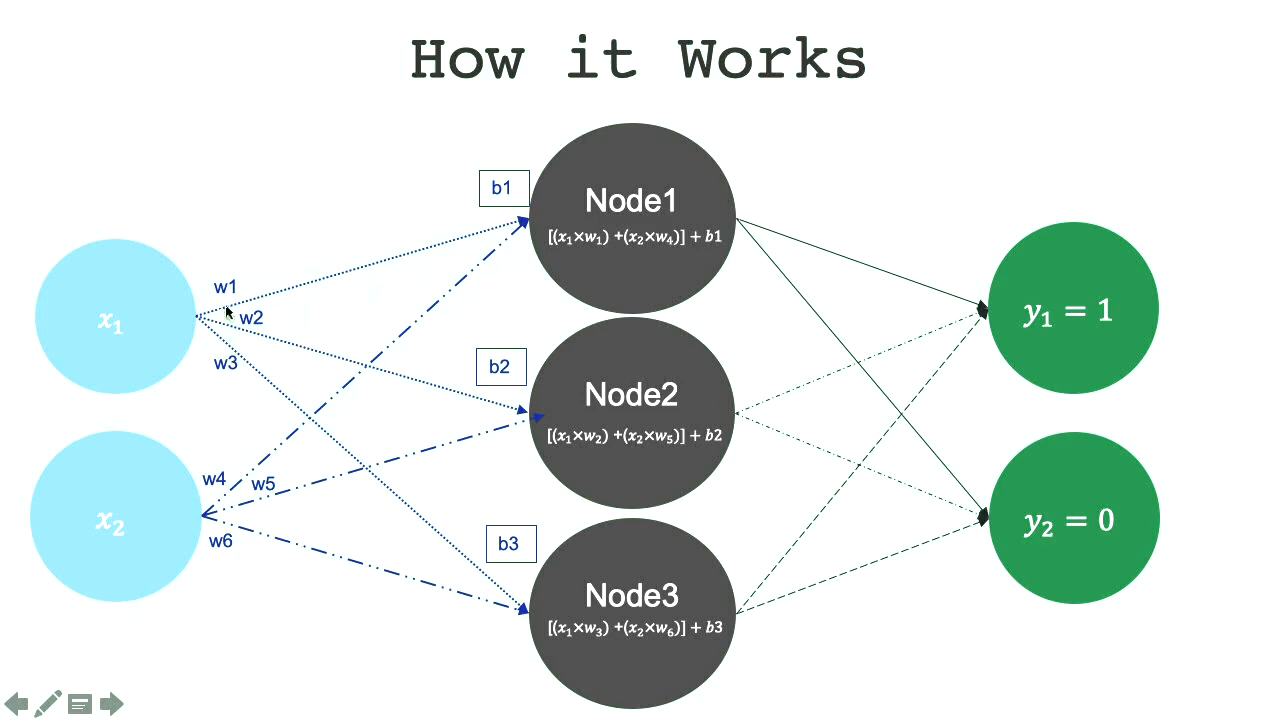 How it Works
b1
Node1
[(x₁×w₁) +(x₂×w₄)] + b1
w1
x₁
w2
y₁ = 1
w3
b2
Node2
[(x₁×w₂) +(x₂×w₅)] + b2
w4
w5
x₂
w6
y₂ = 0
b3
Node3
[(x₁×w₃) +(x₂×w₆)] + b3